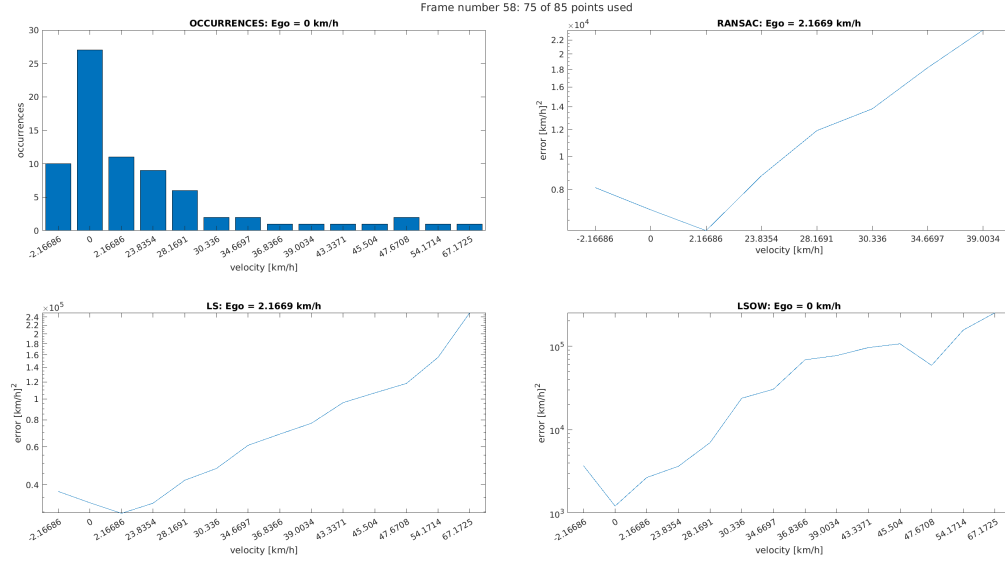 Frame number 58: 75 of 85 points used
OCCURRENCES: Ego = 0 km/h
30
25
20
15
10
5
0
occurrences
-2.16686 0 2.16686 23.8354 28.1691 30.336 34.6697 36.8366 39.0034 43.3371 45.504 47.6708 54.1714 67.1725
velocity [km/h]
RANSAC: Ego = 2.1669 km/h
×10⁴
2.2
2
1.8
1.6
1.4
1.2
1
0.8
error [km/h]²
-2.16686 0 2.16686 23.8354 28.1691 30.336 34.6697 39.0034
velocity [km/h]
LS: Ego = 2.1669 km/h
×10⁵
2.4
2.2
2
1.8
1.6
1.4
1.2
1
0.8
0.6
0.4
error [km/h]²
-2.16686 0 2.16686 23.8354 28.1691 30.336 34.6697 36.8366 39.0034 43.3371 45.504 47.6708 54.1714 67.1725
velocity [km/h]
LSOW: Ego = 0 km/h
10⁵
10⁴
10³
error [km/h]²
-2.16686 0 2.16686 23.8354 28.1691 30.336 34.6697 36.8366 39.0034 43.3371 45.504 47.6708 54.1714 67.1725
velocity [km/h]